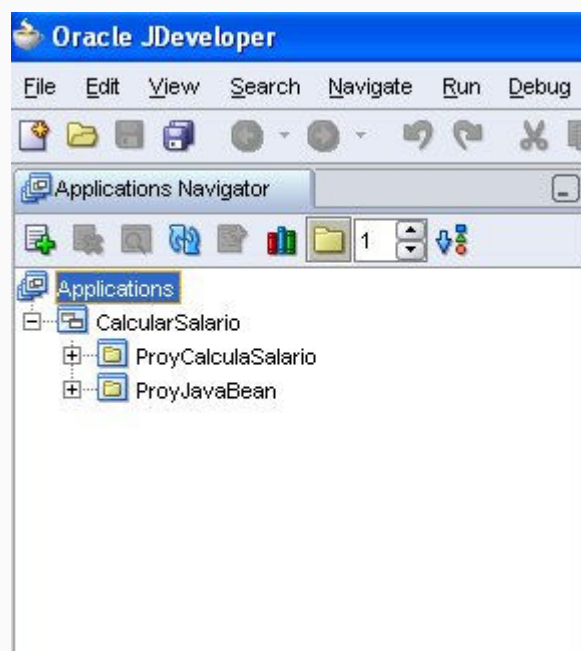 Oracle JDeveloper
File Edit View Search Navigate Run Debug
Applications Navigator
1
Applications
CalcularSalario
ProyCalculaSalario
ProyJavaBean